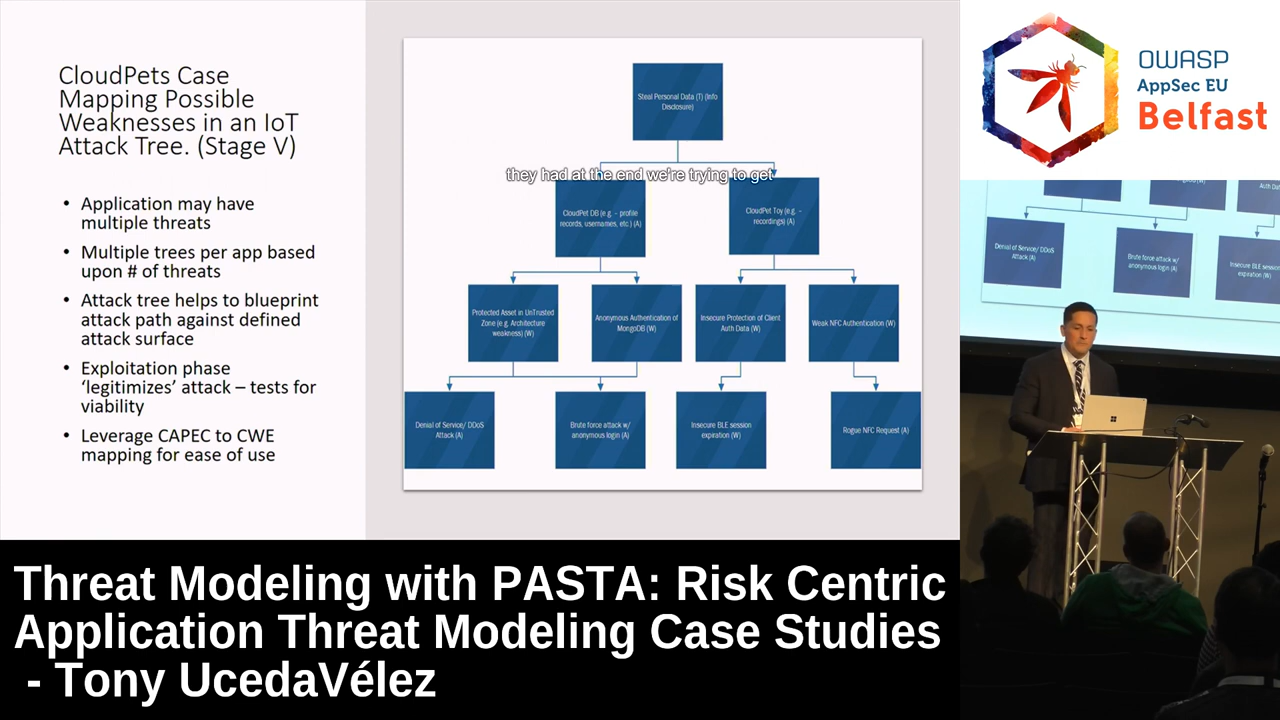 CloudPets Case
Mapping Possible
Weaknesses in an IoT
Attack Tree. (Stage V)
• Application may have
multiple threats
• Multiple trees per app based
upon # of threats
• Attack tree helps to blueprint
attack path against defined
attack surface
• Exploitation phase
‘legitimizes’ attack – tests for
viability
• Leverage CAPEC to CWE
mapping for ease of use
Steal Personal Data (T) (Info
Disclosure)
they had at the end we're trying to get
CloudPet DB (e.g. – profile
records, usernames, etc.) (A)
CloudPet Toy (e.g. –
recordings) (A)
Protected Asset in UnTrusted
Zone (e.g. Architecture
weakness) (W)
Anonymous Authentication of
MongoDB (W)
Insecure Protection of Client
Auth Data (W)
Weak NFC Authentication (W)
Denial of Service/ DDoS
Attack (A)
Brute force attack w/
anonymous login (A)
Insecure BLE session
expiration (W)
Rogue NFC Request (A)
OWASP
AppSec EU
Belfast
Denial of Service/ DDoS
Attack (A)
Brute force attack w/
anonymous login (A)
Insecure BLE session
expiration (W)
Threat Modeling with PASTA: Risk Centric
Application Threat Modeling Case Studies
- Tony UcedaVélez